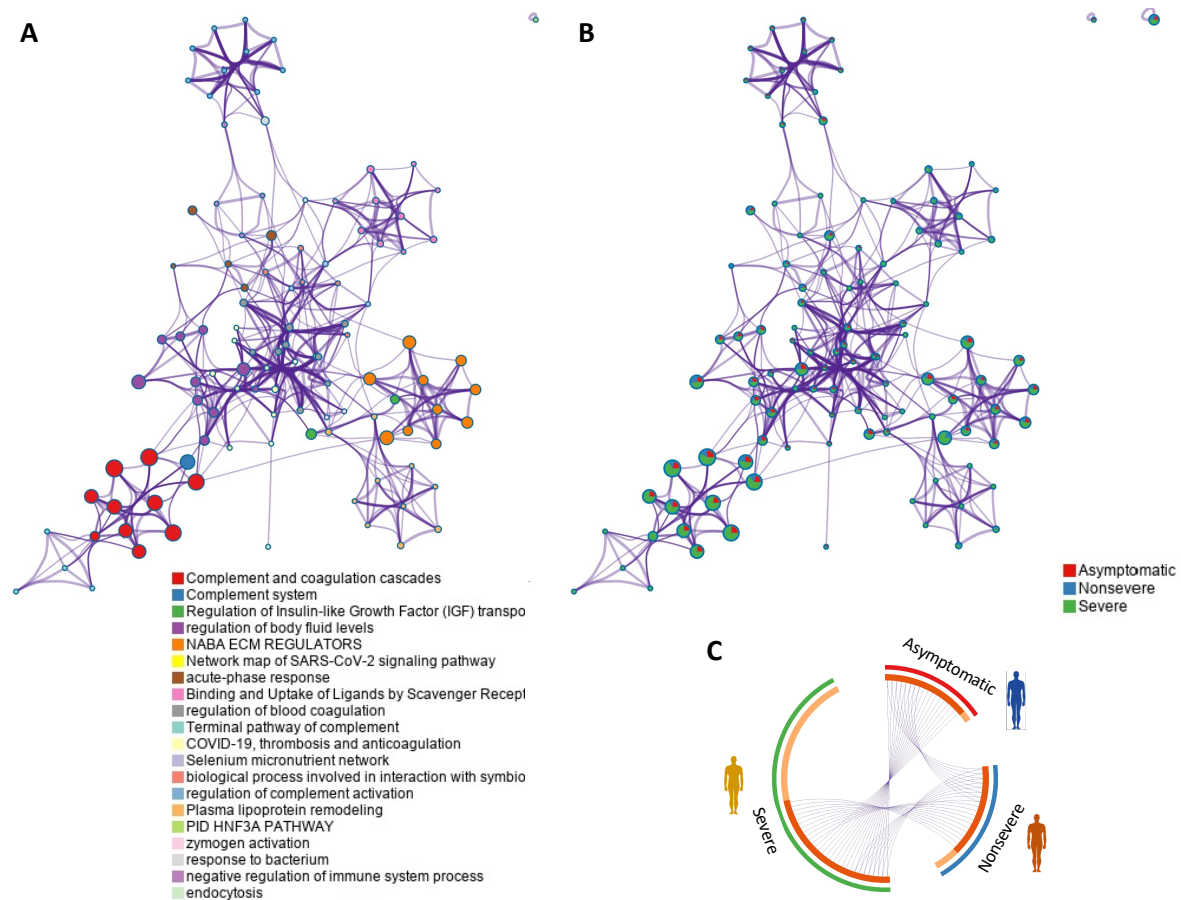 A
B
Complement and coagulation cascades
Complement system
Regulation of Insulin-like Growth Factor (IGF) transpo
regulation of body fluid levels
NABA ECM REGULATORS
Network map of SARS-CoV-2 signaling pathway
acute-phase response
Binding and Uptake of Ligands by Scavenger Recept
regulation of blood coagulation
Terminal pathway of complement
COVID-19, thrombosis and anticoagulation
Selenium micronutrient network
biological process involved in interaction with symbio
regulation of complement activation
Plasma lipoprotein remodeling
PID HNF3A PATHWAY
zymogen activation
response to bacterium
negative regulation of immune system process
endocytosis
Asymptomatic
Nonsevere
Severe
C
Asymptomatic
Severe
Nonsevere